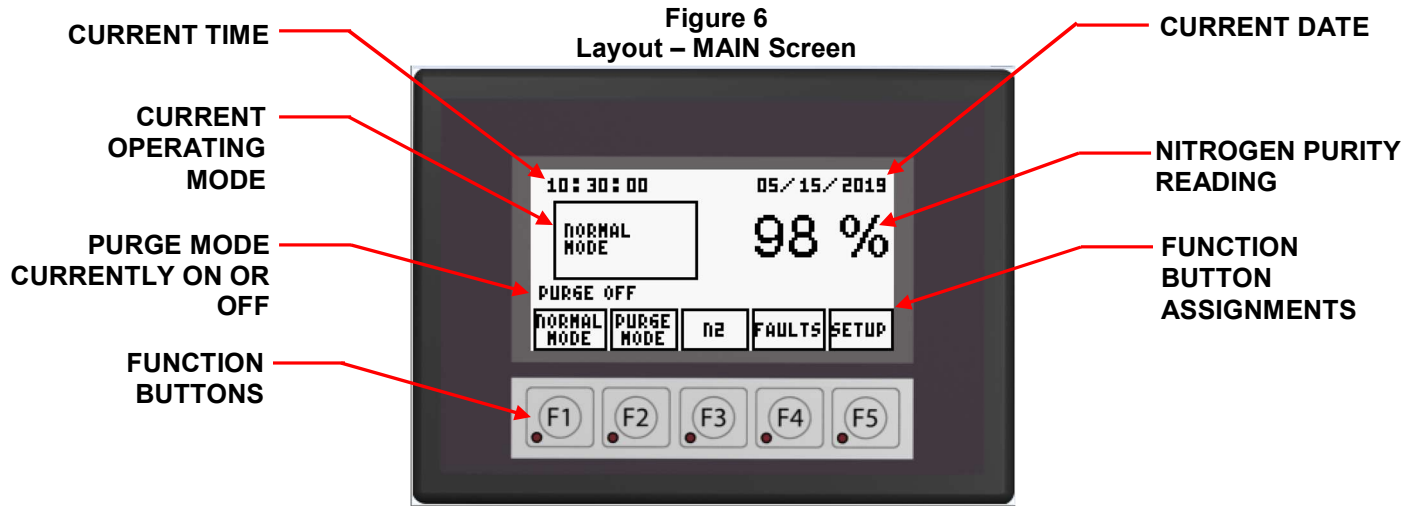 Figure 6
Layout – MAIN Screen
CURRENT TIME
CURRENT DATE
CURRENT
OPERATING
MODE
NITROGEN PURITY
READING
PURGE MODE
CURRENTLY ON OR
OFF
FUNCTION
BUTTON
ASSIGNMENTS
FUNCTION
BUTTONS
10:30:00
05/15/2019
NORMAL
MODE
98 %
PURGE OFF
NORMAL MODE
PURGE MODE
N2
FAULTS
SETUP
F1 F2 F3 F4 F5